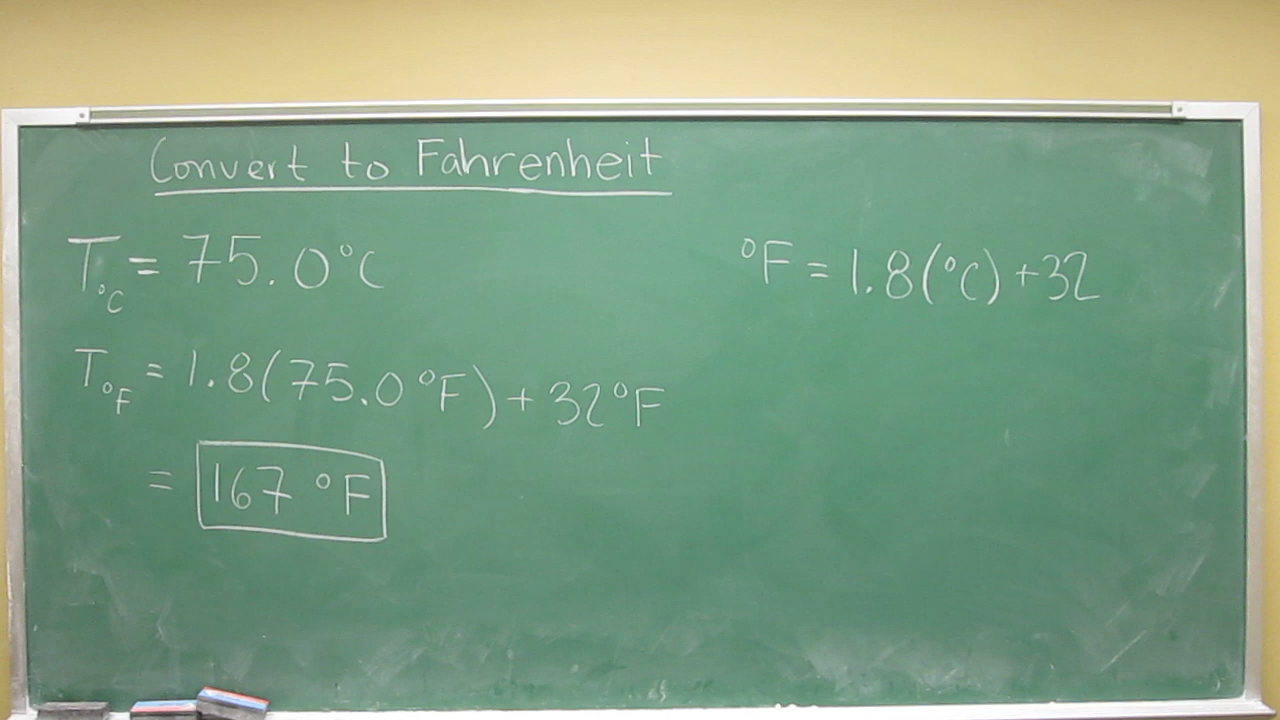 Convert to Fahrenheit
T°C = 75.0°C
°F = 1.8(°C) +32
T°F = 1.8(75.0°F) + 32°F
= 167 °F